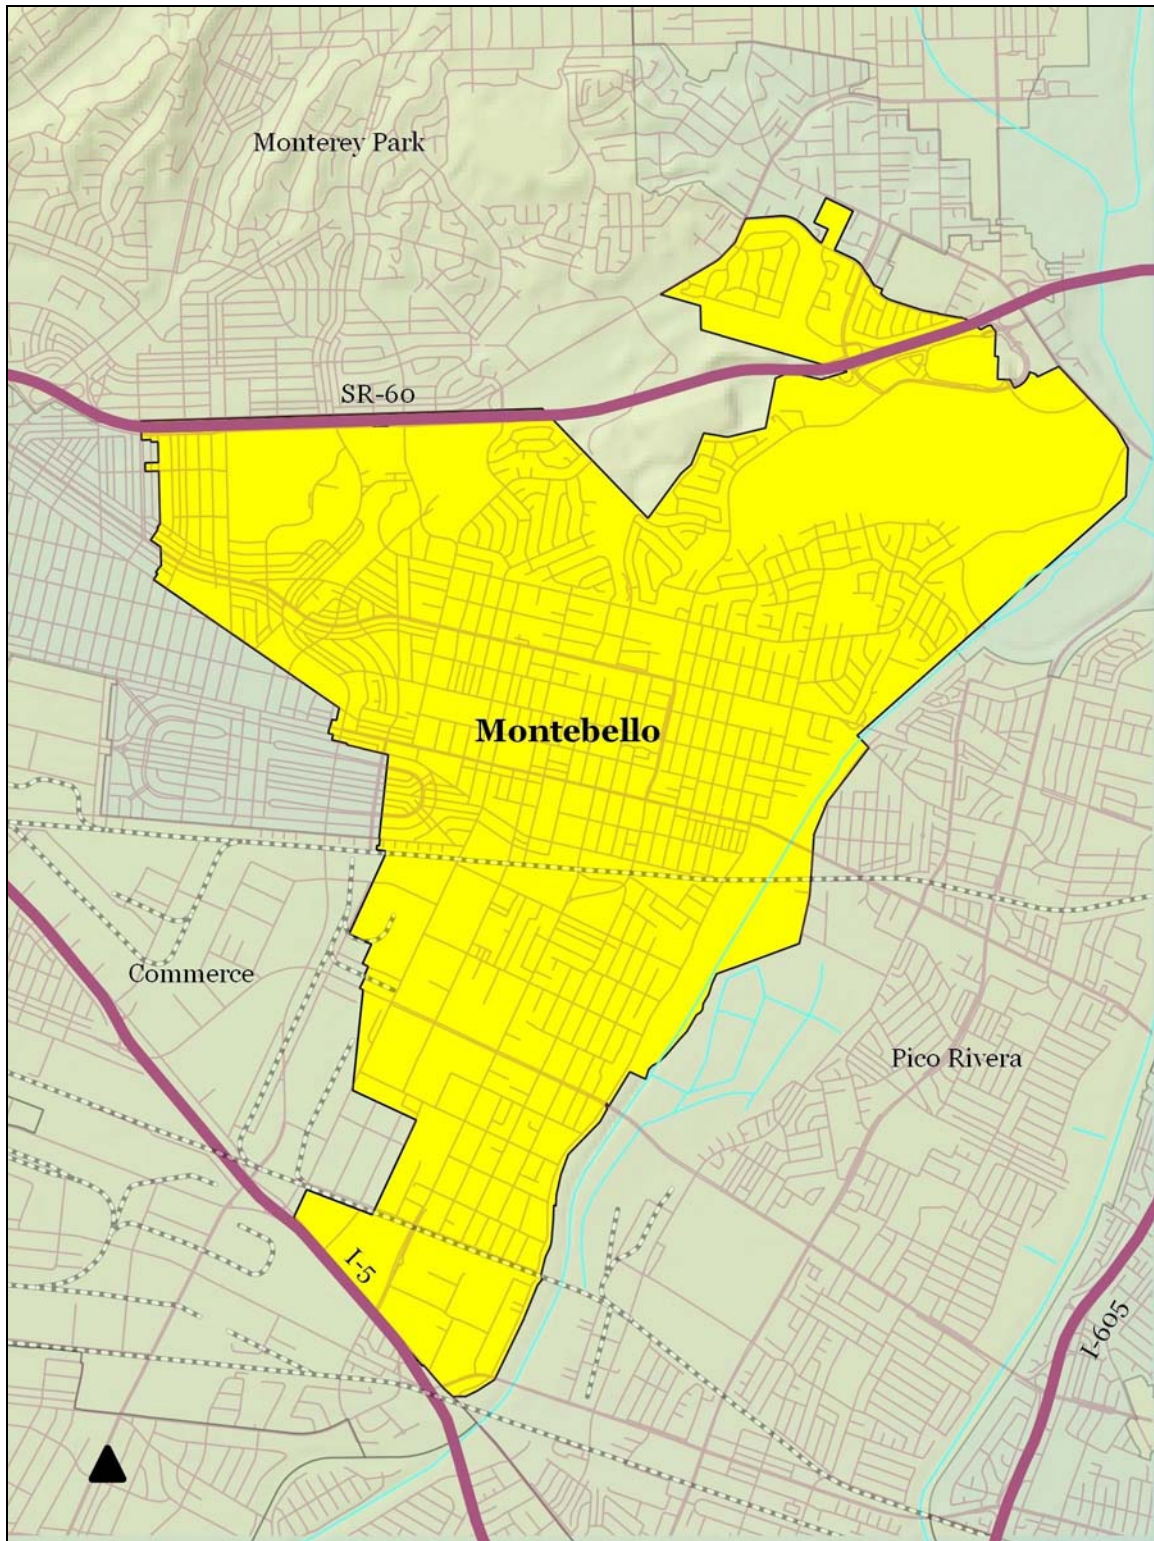 Monterey Park
SR-60
Montebello
Commerce
Pico Rivera
I-5
I-605